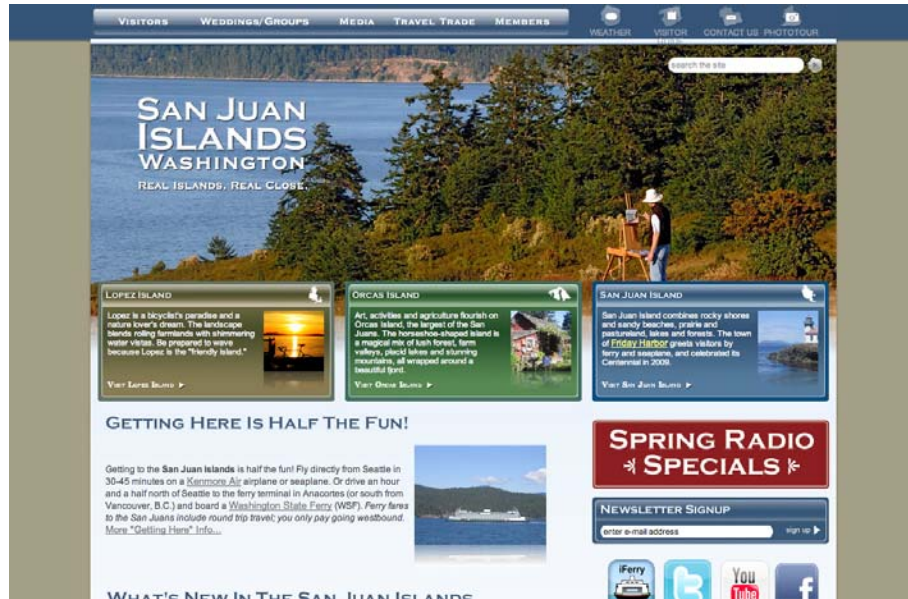 VISITORS WEDDINGS/GROUPS MEDIA TRAVEL TRADE MEMBERS
WEATHER VISITOR CONTACT US PHOTOTOUR
search the site
SAN JUAN
ISLANDS
WASHINGTON
REAL ISLANDS. REAL CLOSE.
LOPEZ ISLAND
Lopez is a bicyclist's paradise and a
nature lover's dream. The landscape
blends rolling farmlands with shimmering
water vistas. Be prepared to wave
because Lopez is the "friendly island."
VISIT LOPEZ ISLAND
ORCAS ISLAND
Art, activities and agriculture flourish on
Orcas Island, the largest of the San
Juans. The horseshoe-shaped island is
a magical mix of lush forest, farm
valleys, placid lakes and stunning
mountains, all wrapped around a
beautiful fjord.
VISIT ORCAS ISLAND
SAN JUAN ISLAND
San Juan Island combines rocky shores
and sandy beaches, prairie and
pastureland, lakes and forests. The town
of Friday Harbor greets visitors by
ferry and seaplane, and celebrated its
Centennial in 2009.
VISIT SAN JUAN ISLAND
GETTING HERE IS HALF THE FUN!
Getting to the San Juan Islands is half the fun! Fly directly from Seattle in
30-45 minutes on a Kenmore Air airplane or seaplane. Or drive an hour
and a half north of Seattle to the ferry terminal in Anacortes (or south from
Vancouver, B.C.) and board a Washington State Ferry (WSF). Ferry fares
to the San Juans include round trip travel; you only pay going westbound.
More "Getting Here" Info...
SPRING RADIO
SPECIALS
NEWSLETTER SIGNUP
enter e-mail address sign up
iFerry
You
Tube
f
WHAT'S NEW IN THE SAN JUAN ISLANDS